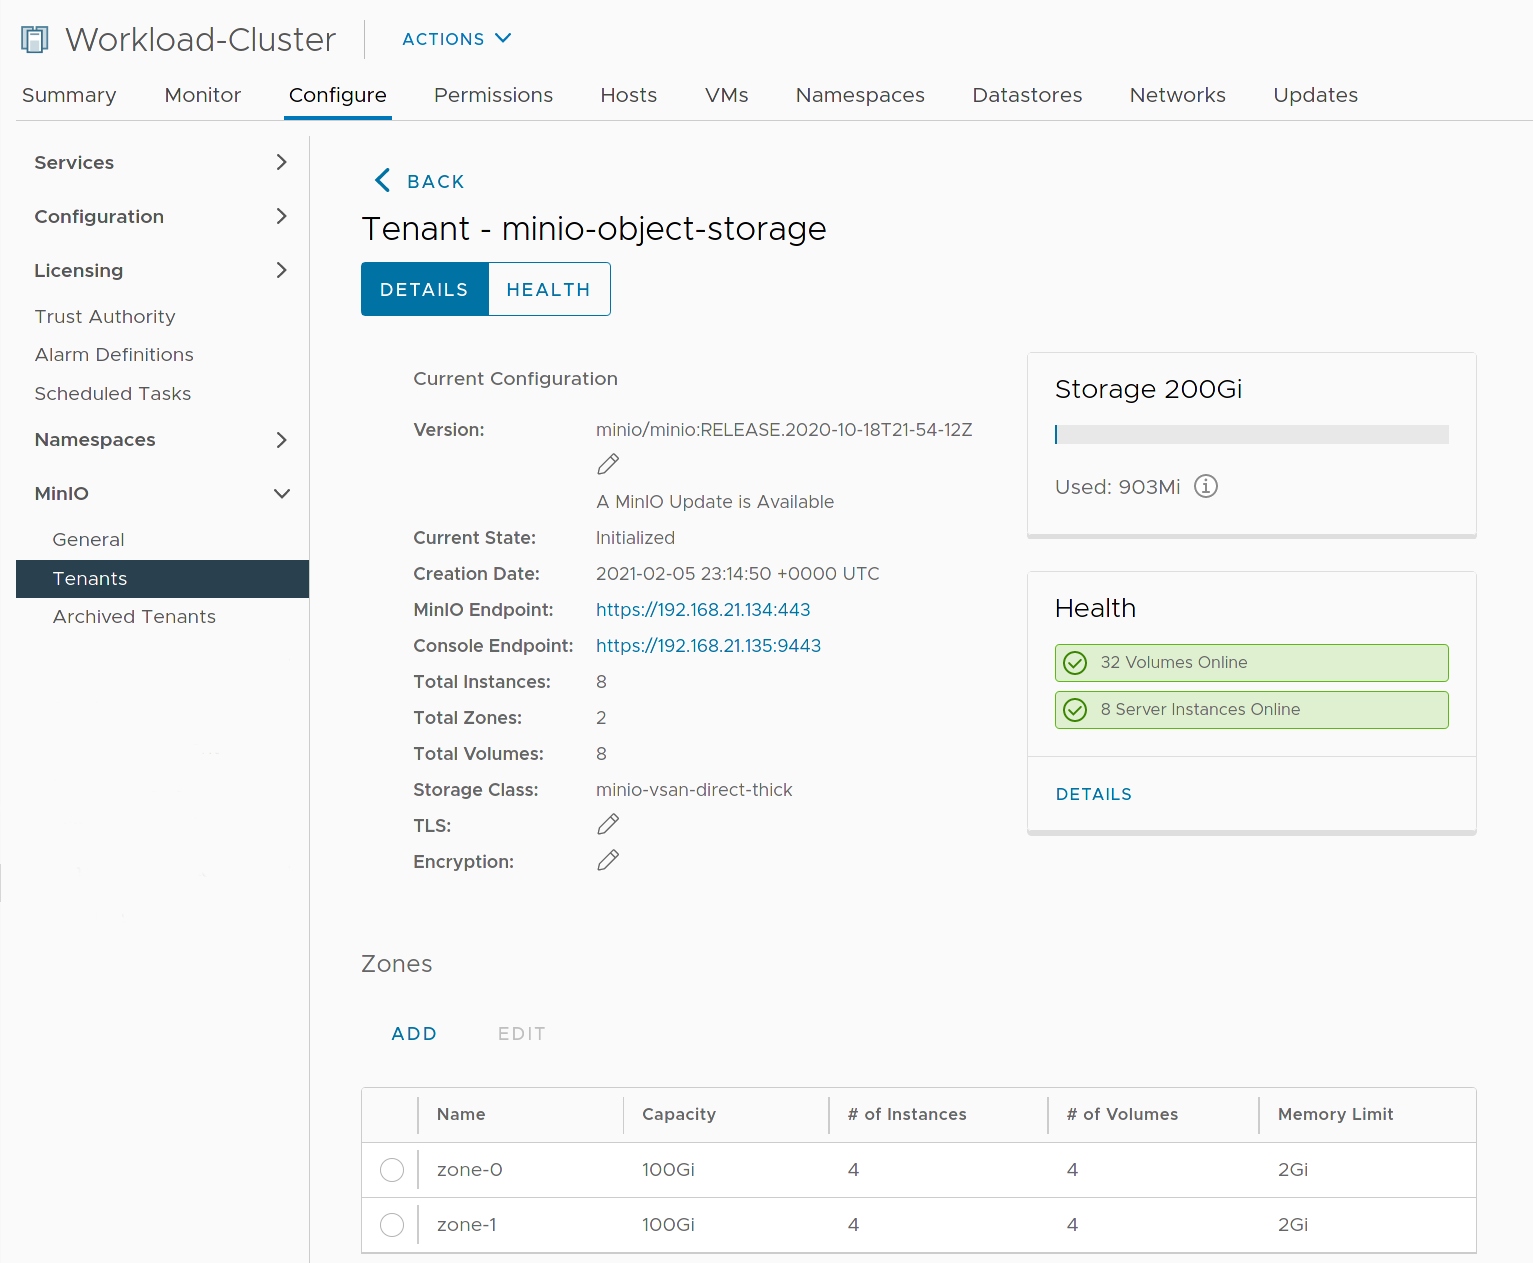 Workload-Cluster
ACTIONS
Summary Monitor Configure Permissions Hosts VMs Namespaces Datastores Networks Updates
Services
Configuration
Licensing
Trust Authority
Alarm Definitions
Scheduled Tasks
Namespaces
MinIO
General
Tenants
Archived Tenants
BACK
Tenant - minio-object-storage
DETAILS HEALTH
Current Configuration
Version: minio/minio:RELEASE.2020-10-18T21-54-12Z
A MinIO Update is Available
Current State: Initialized
Creation Date: 2021-02-05 23:14:50 +0000 UTC
MinIO Endpoint: https://192.168.21.134:443
Console Endpoint: https://192.168.21.135:9443
Total Instances: 8
Total Zones: 2
Total Volumes: 8
Storage Class: minio-vsan-direct-thick
TLS:
Encryption:
Storage 200Gi
Used: 903Mi
Health
32 Volumes Online
8 Server Instances Online
DETAILS
Zones
ADD EDIT
Name Capacity # of Instances # of Volumes Memory Limit
zone-0 100Gi 4 4 2Gi
zone-1 100Gi 4 4 2Gi